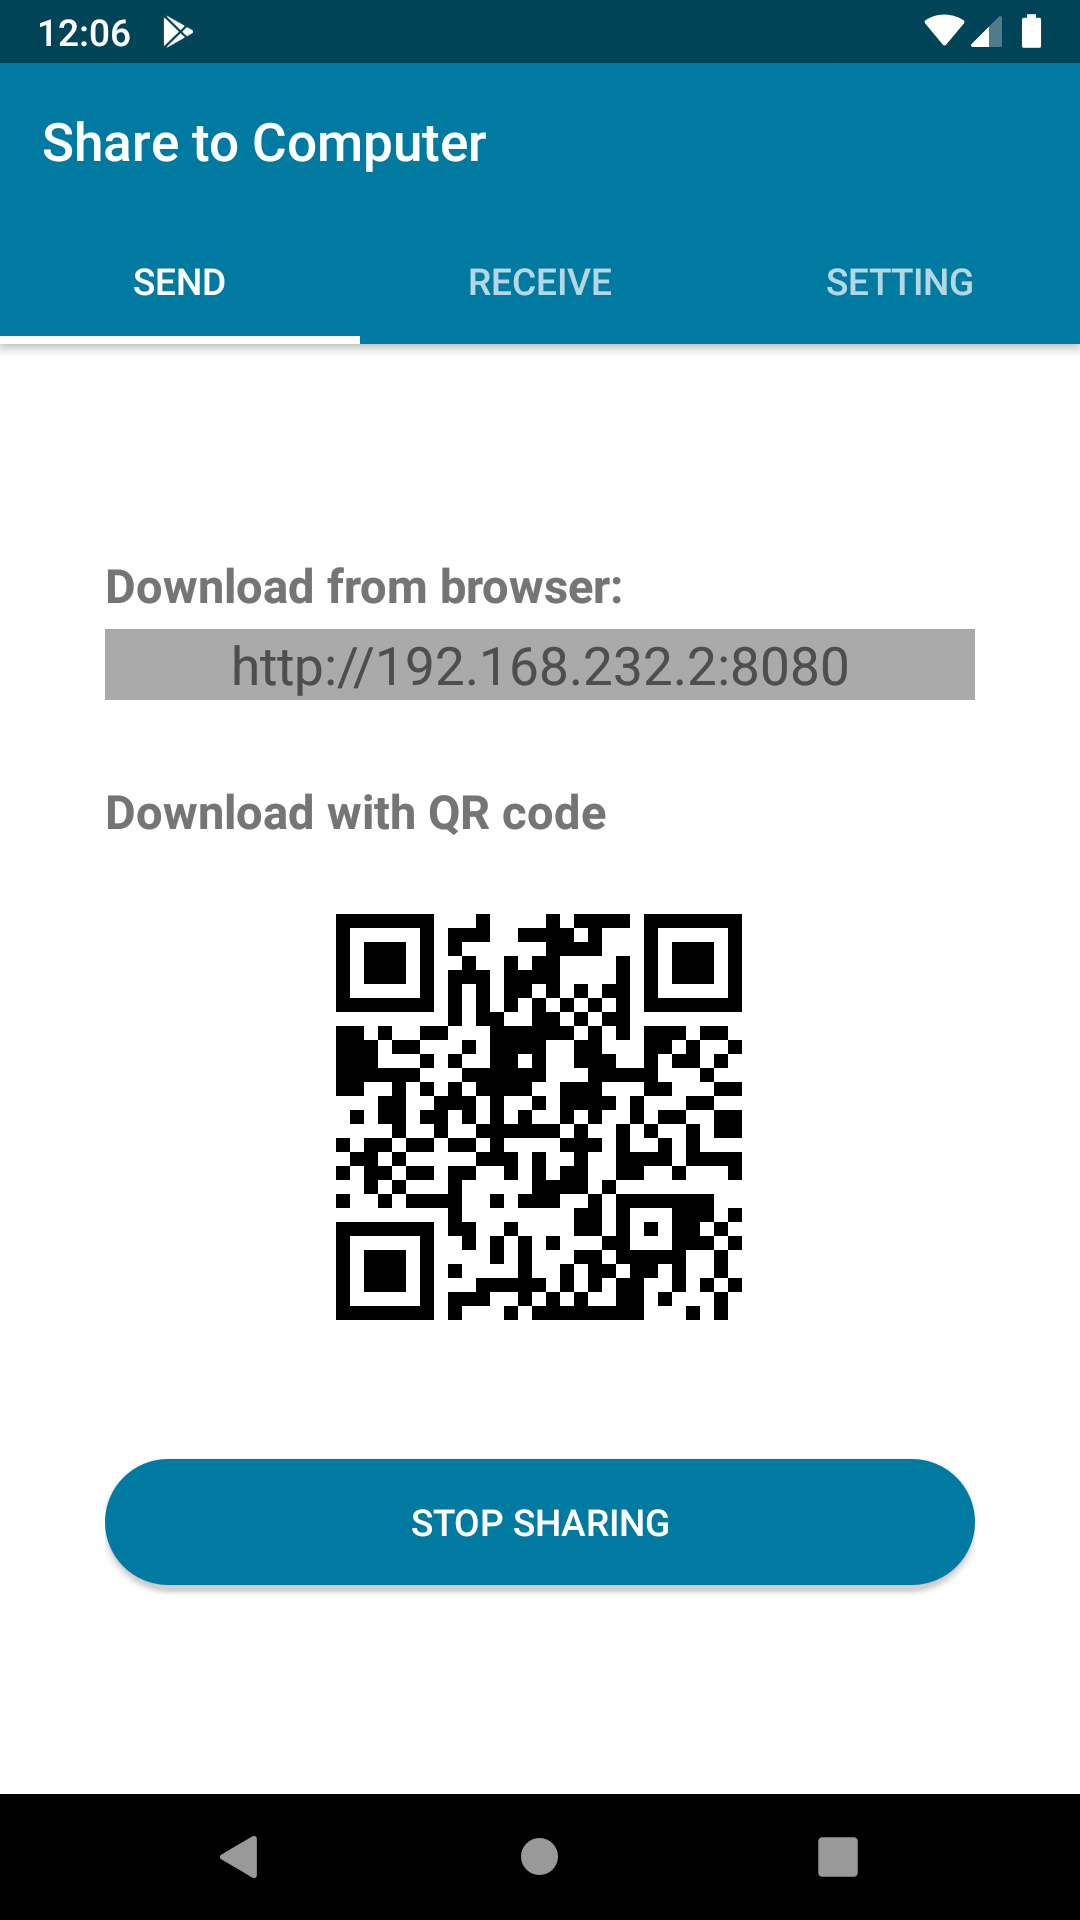 12:06
Share to Computer
SEND RECEIVE SETTING
Download from browser:
http://192.168.232.2:8080
Download with QR code
STOP SHARING